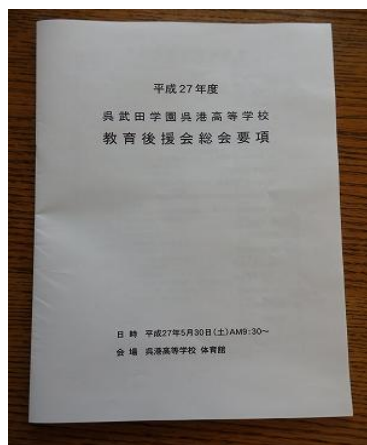 平成27年度
呉武田学園呉港高等学校
教育後援会総会要項
日 時 平成27年5月30日(土)AM9:30～
会 場 呉港高等学校 体育館